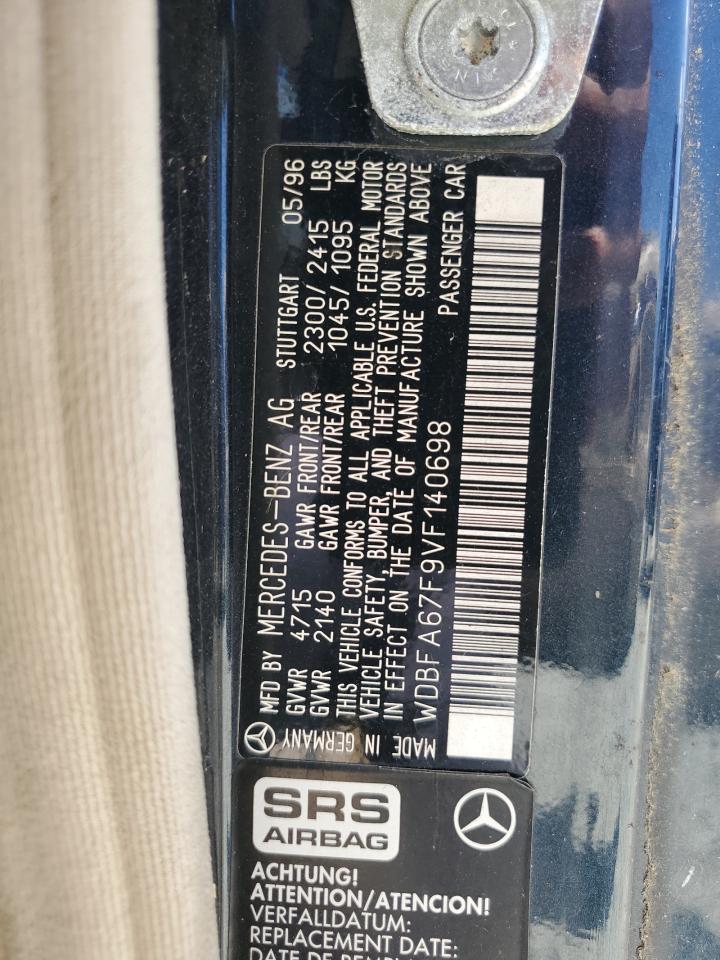 MFD BY MERCEDES-BENZ AG STUTTGART 05/96
GVWR 4715 GAWR FRONT/REAR 2300/2415 LBS
GVWR 2140 GAWR FRONT/REAR 1045/1095 KG
THIS VEHICLE CONFORMS TO ALL APPLICABLE U.S. FEDERAL MOTOR
VEHICLE SAFETY, BUMPER, AND THEFT PREVENTION STANDARDS
IN EFFECT ON THE DATE OF MANUFACTURE SHOWN ABOVE
WDBFA67F9VF140698 PASSENGER CAR
MADE IN GERMANY
SRS
AIRBAG
ACHTUNG!
ATTENTION/ATENCION!
VERFALLDATUM:
REPLACEMENT DATE: